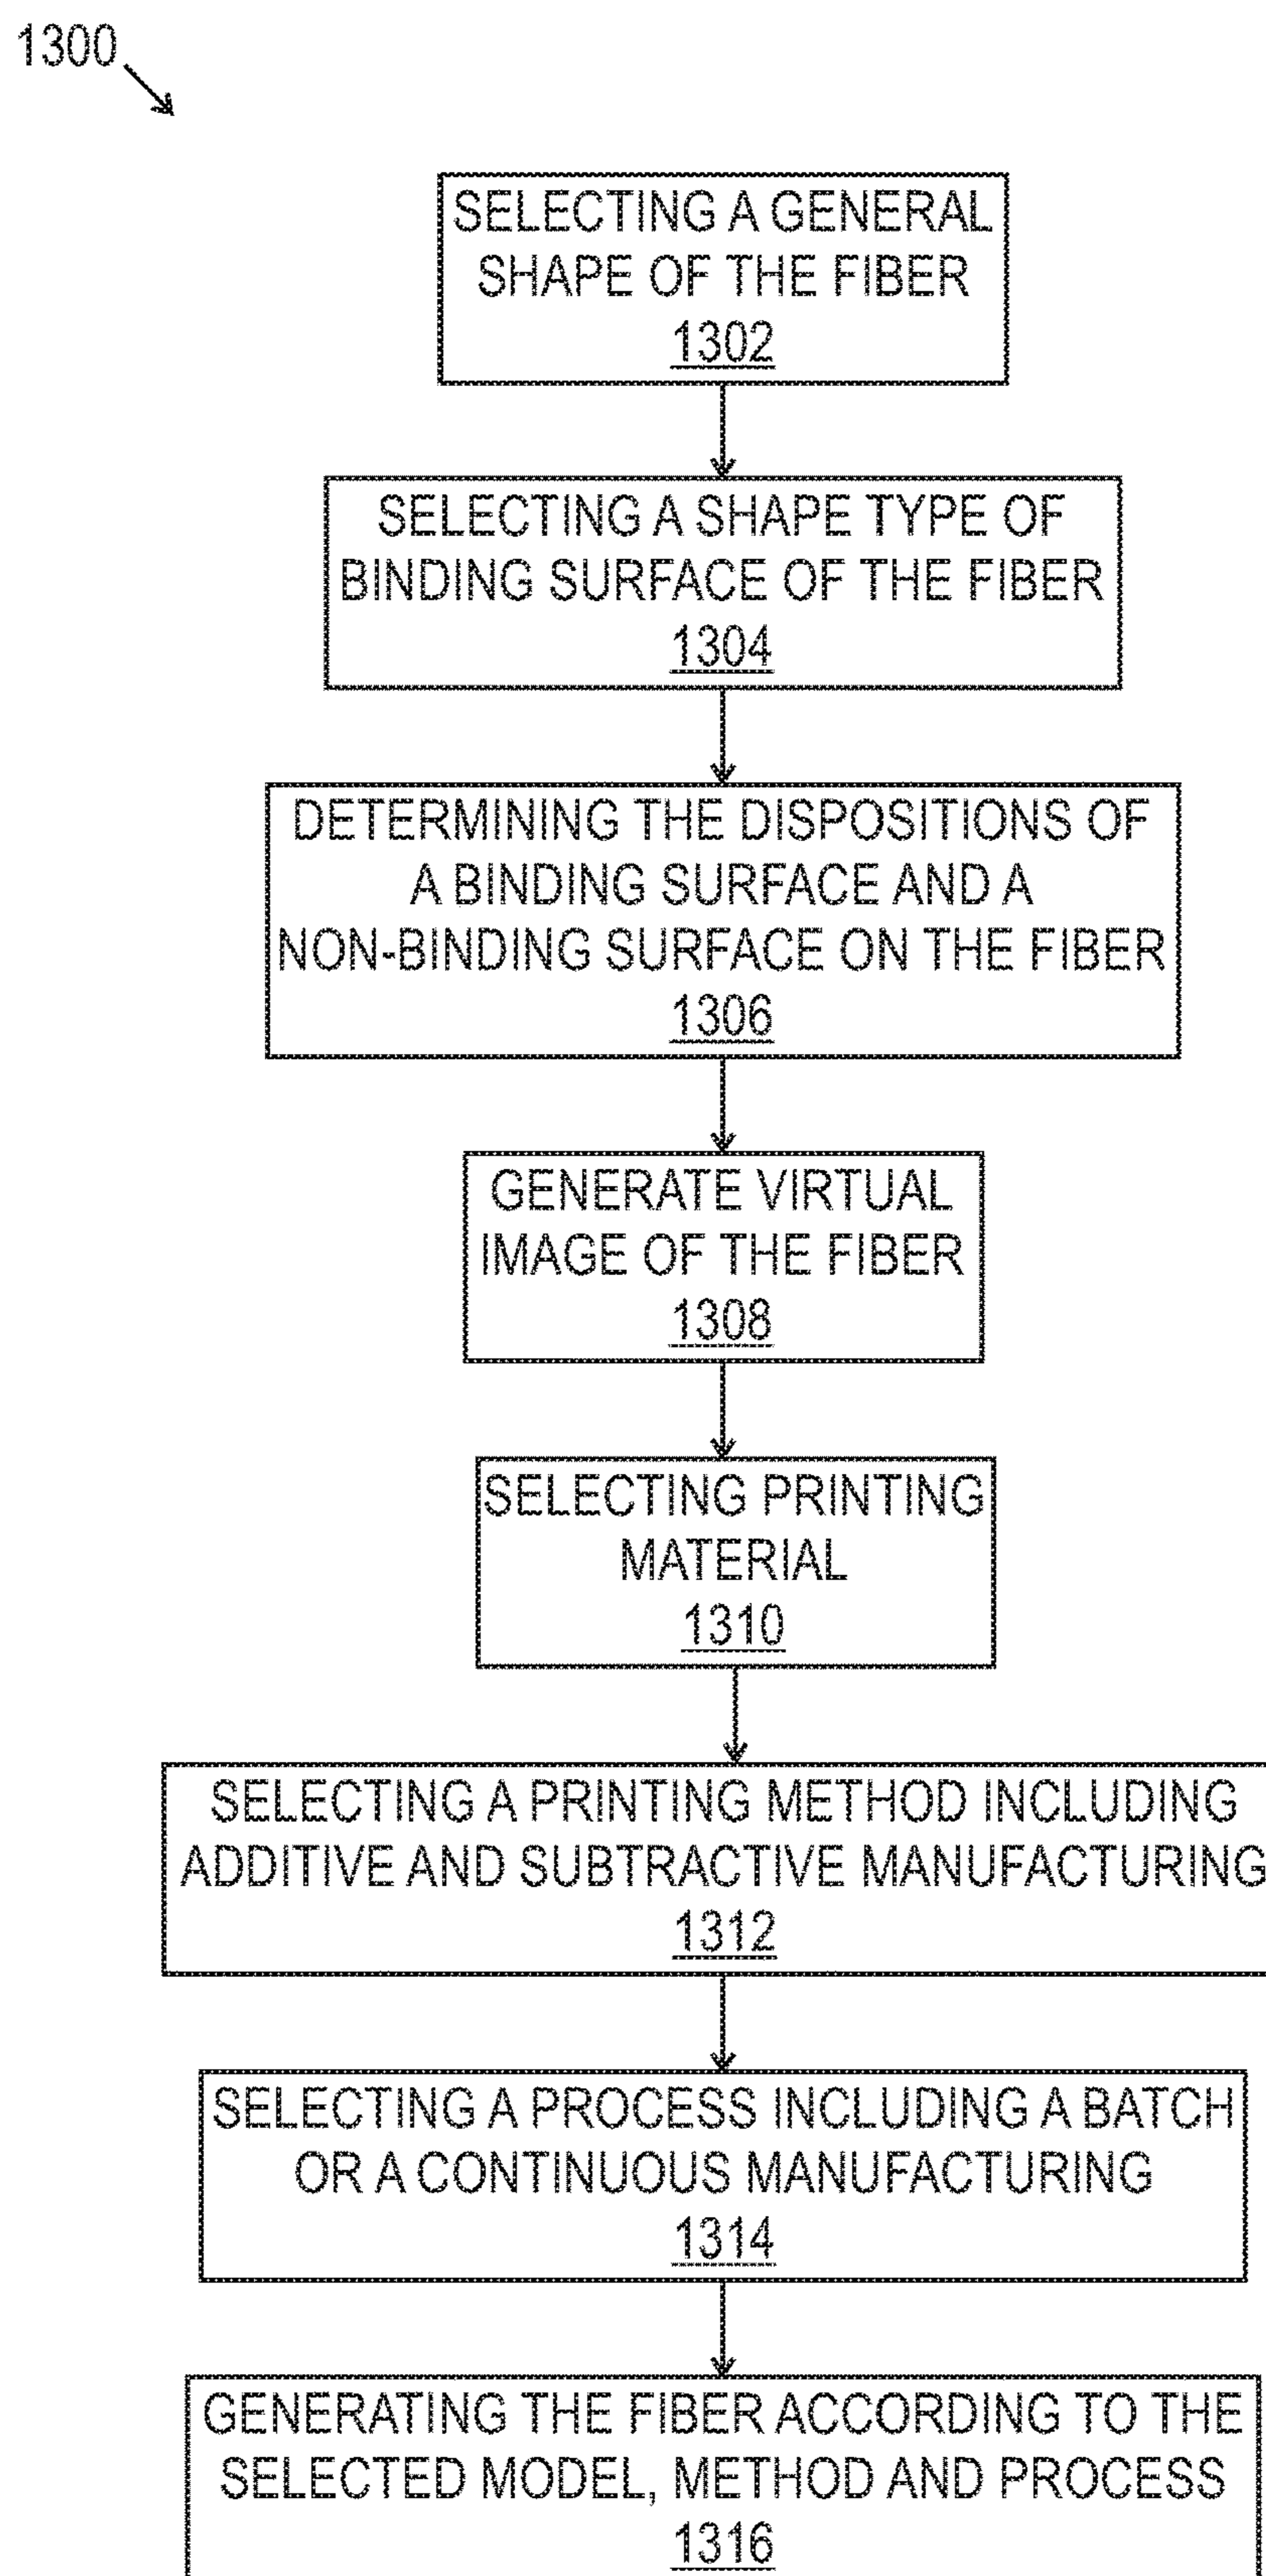 1300
SELECTING A GENERAL
SHAPE OF THE FIBER
1302
SELECTING A SHAPE TYPE OF
BINDING SURFACE OF THE FIBER
1304
DETERMINING THE DISPOSITIONS OF
A BINDING SURFACE AND A
NON-BINDING SURFACE ON THE FIBER
1306
GENERATE VIRTUAL
IMAGE OF THE FIBER
1308
SELECTING PRINTING
MATERIAL
1310
SELECTING A PRINTING METHOD INCLUDING
ADDITIVE AND SUBTRACTIVE MANUFACTURING
1312
SELECTING A PROCESS INCLUDING A BATCH
OR A CONTINUOUS MANUFACTURING
1314
GENERATING THE FIBER ACCORDING TO THE
SELECTED MODEL, METHOD AND PROCESS
1316